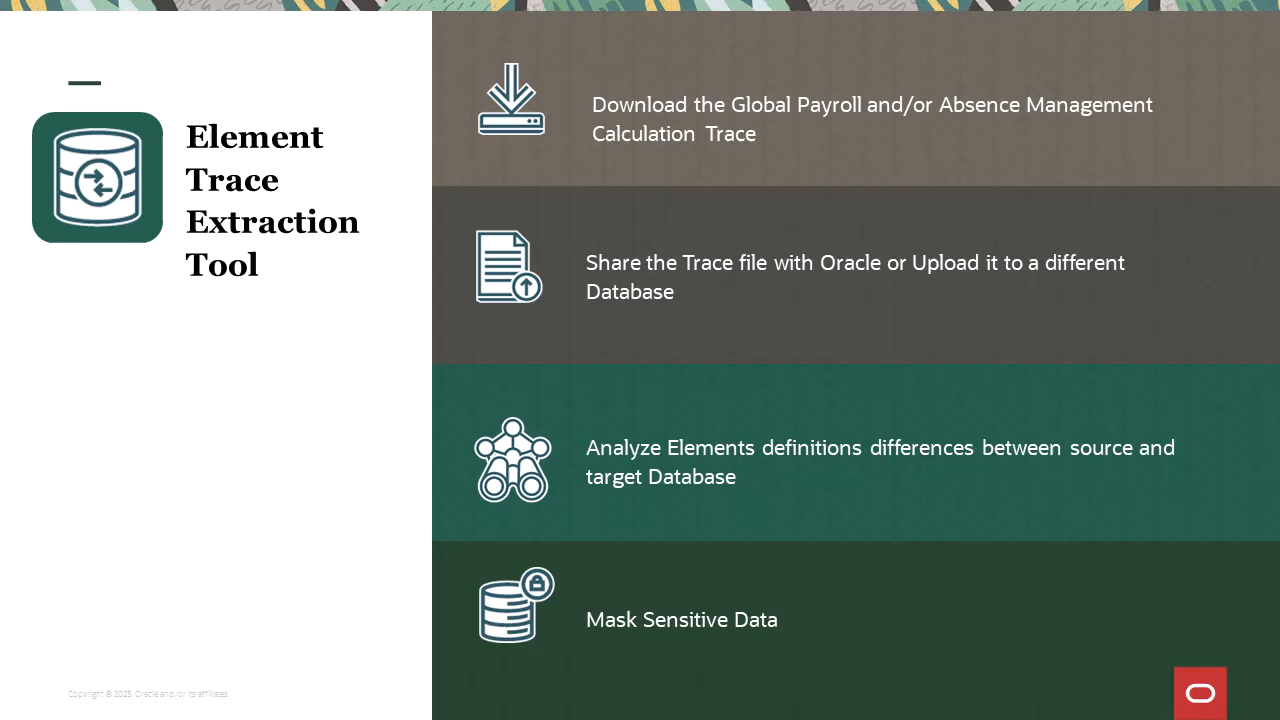 Element
Trace
Extraction
Tool
Download the Global Payroll and/or Absence Management
Calculation Trace
Share the Trace file with Oracle or Upload it to a different
Database
Analyze Elements definitions differences between source and
target Database
Mask Sensitive Data
Copyright © 2023, Oracle and/or its affiliates